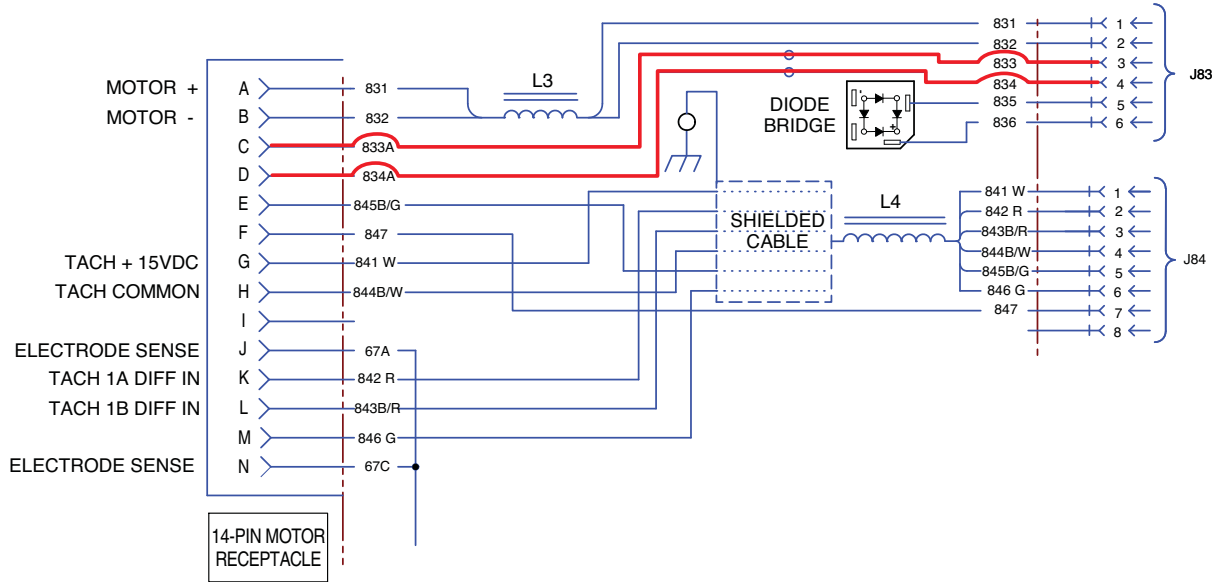 831 1
832 2
833 3
834 4
835 5
836 6
J83
MOTOR + A 831 L3
MOTOR - B 832
DIODE
BRIDGE
C 833A
D 834A
E 845B/G
F 847
TACH + 15VDC G 841 W
TACH COMMON H 844B/W
I
ELECTRODE SENSE J 67A
TACH 1A DIFF IN K 842 R
TACH 1B DIFF IN L 843B/R
M 846 G
ELECTRODE SENSE N 67C
14-PIN MOTOR
RECEPTACLE
SHIELDED
CABLE
L4
841 W 1
842 R 2
843B/R 3
844B/W 4
845B/G 5
846 G 6
847 7
8
J84
- +